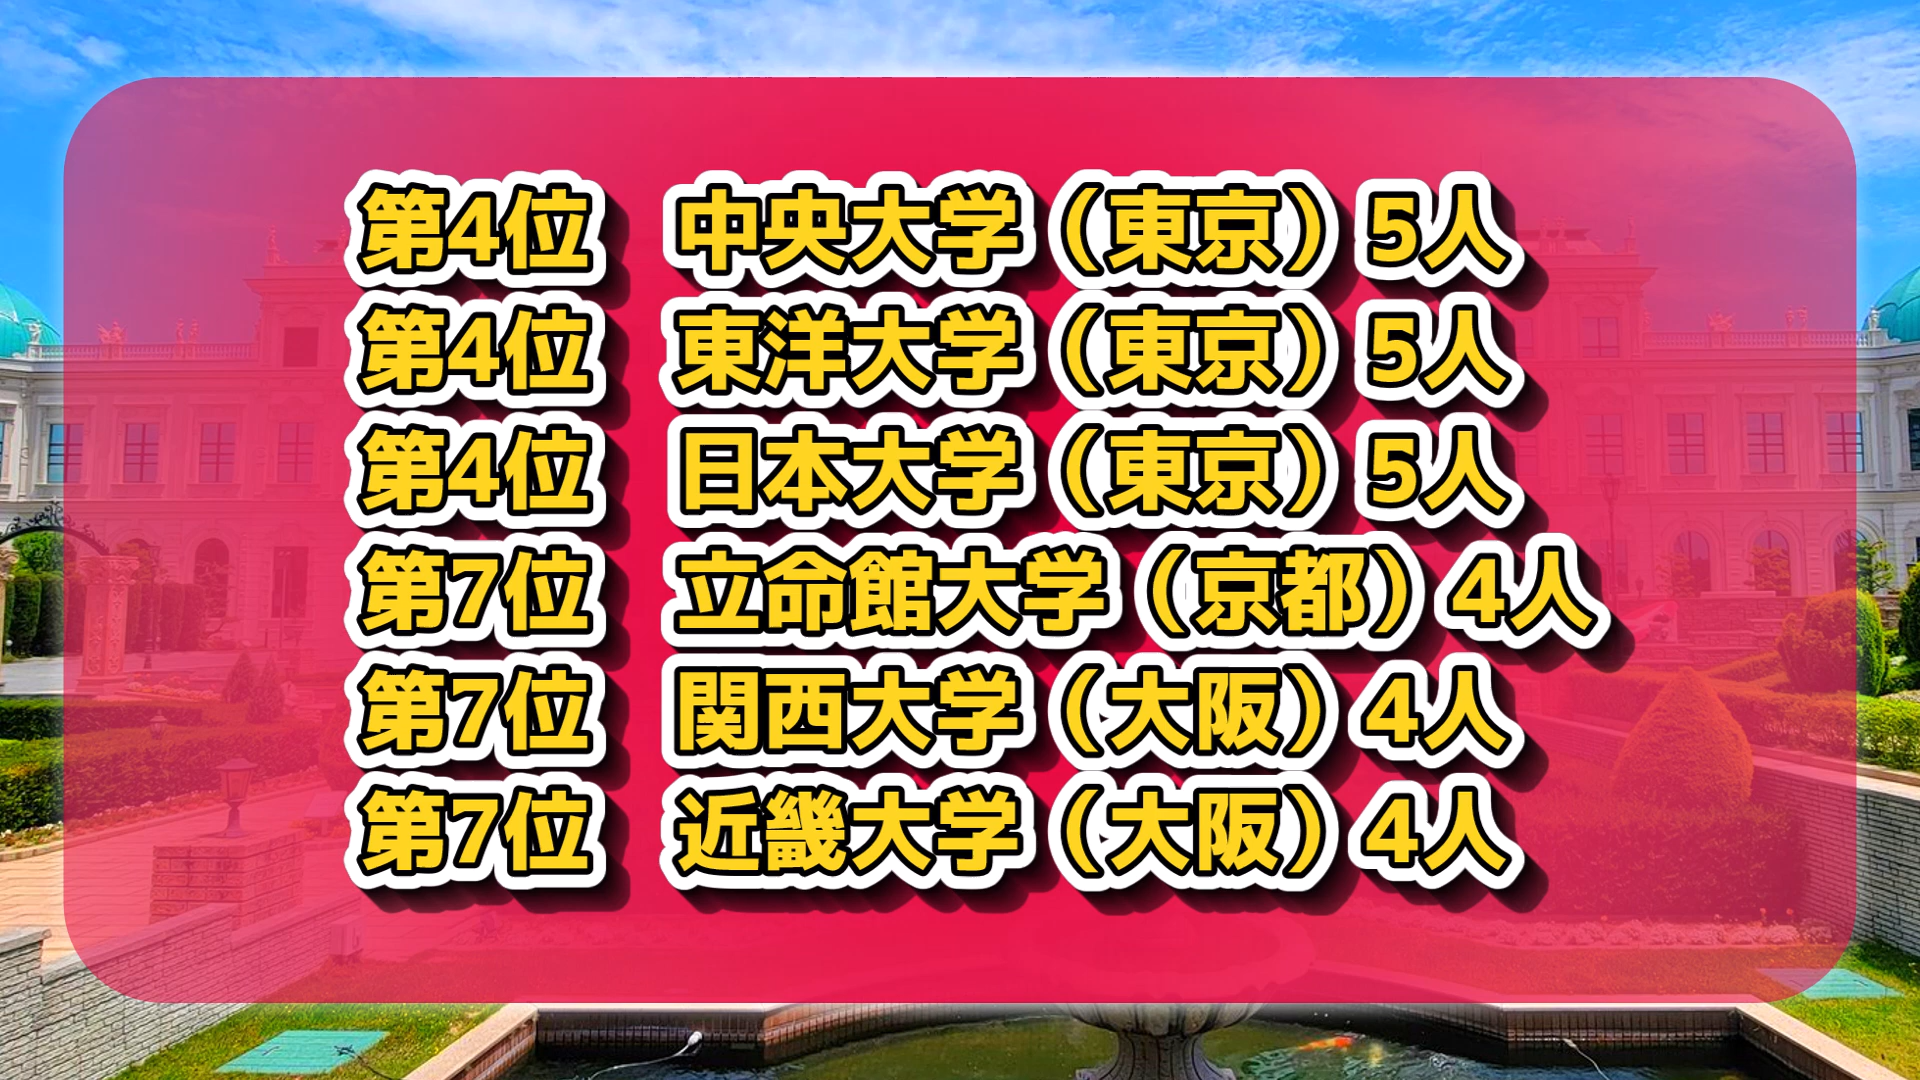 第4位 中央大学（東京）5人
第4位 東洋大学（東京）5人
第4位 日本大学（東京）5人
第7位 立命館大学（京都）4人
第7位 関西大学（大阪）4人
第7位 近畿大学（大阪）4人